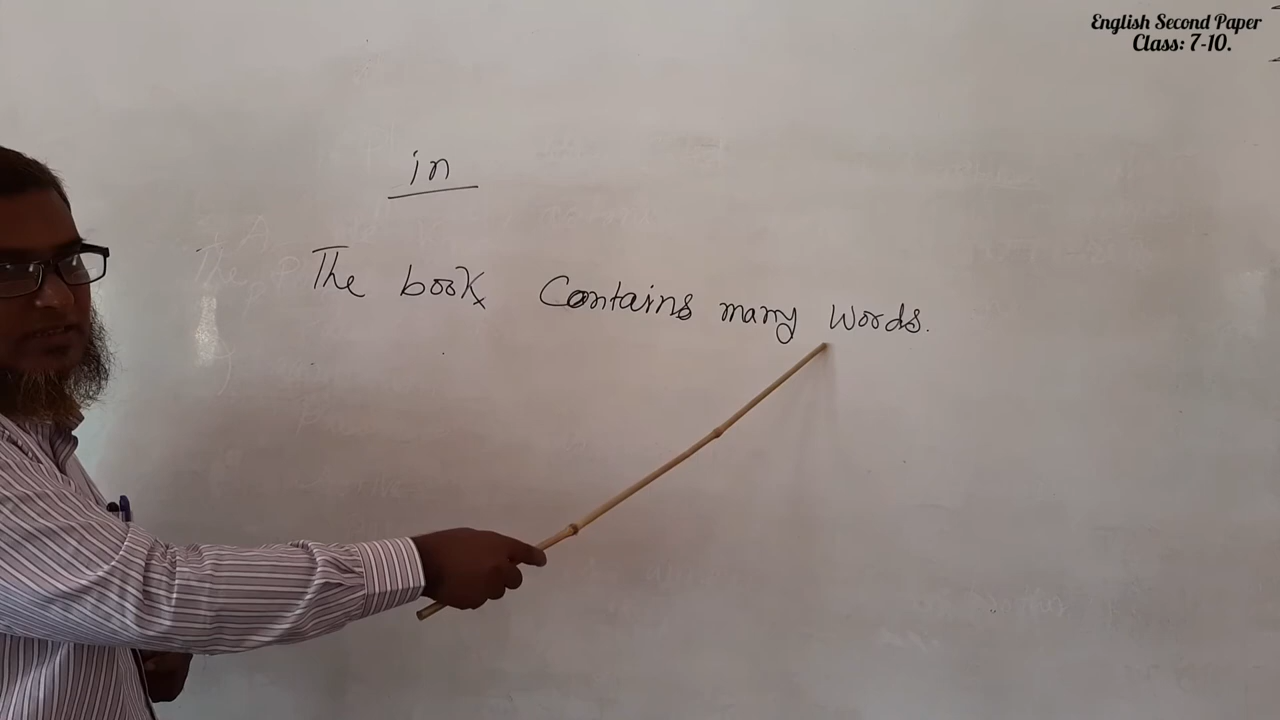 English Second Paper
Class: 7-10.
in
The book Contains many words.